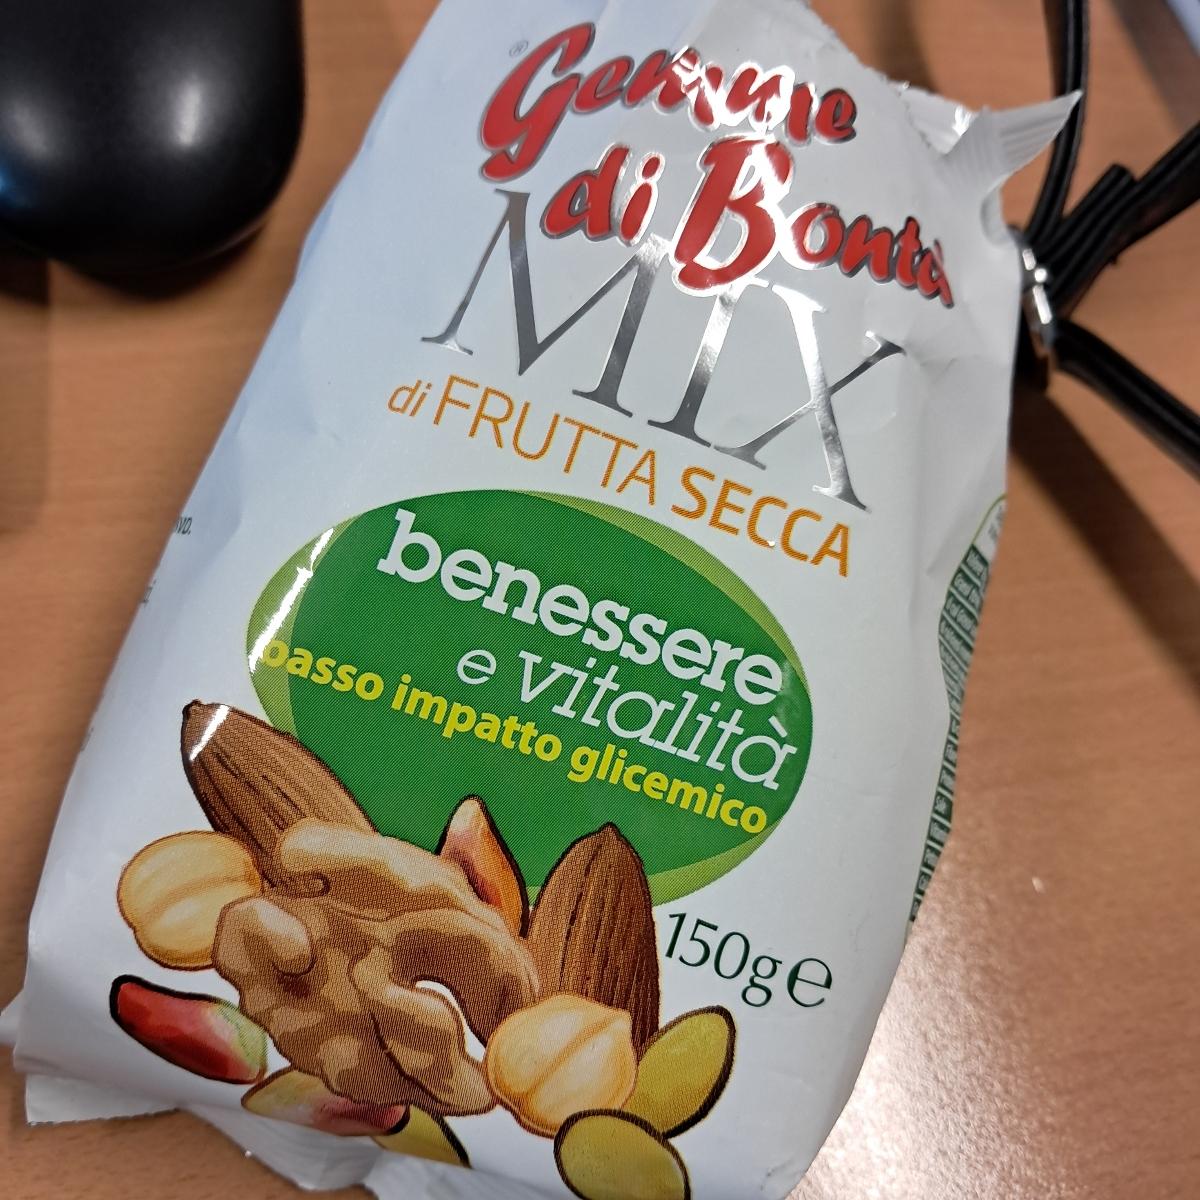 Gemme
di Bontà
MIX
di FRUTTA SECCA
benessere
e vitalità
basso impatto glicemico
150g e